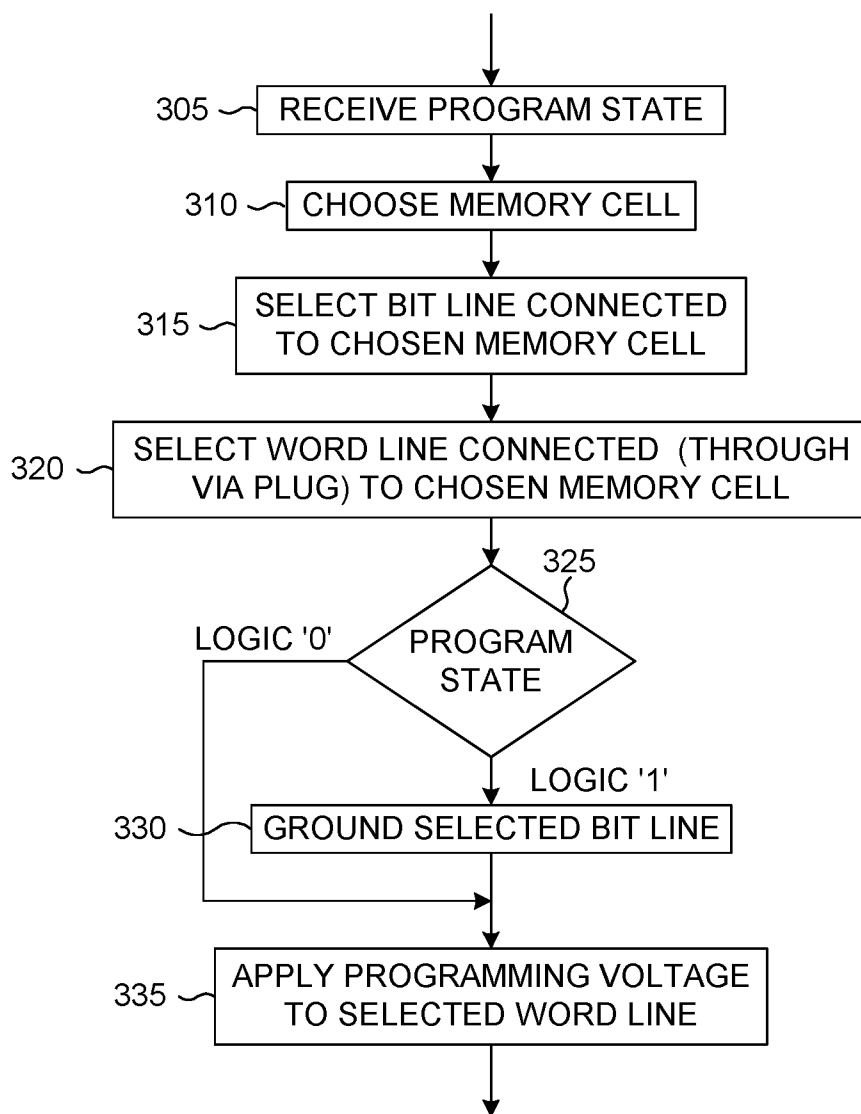 305
RECEIVE PROGRAM STATE
310
CHOOSE MEMORY CELL
315
SELECT BIT LINE CONNECTED
TO CHOSEN MEMORY CELL
320
SELECT WORD LINE CONNECTED (THROUGH
VIA PLUG) TO CHOSEN MEMORY CELL
325
LOGIC '0'
PROGRAM
STATE
LOGIC '1'
330
GROUND SELECTED BIT LINE
335
APPLY PROGRAMMING VOLTAGE
TO SELECTED WORD LINE